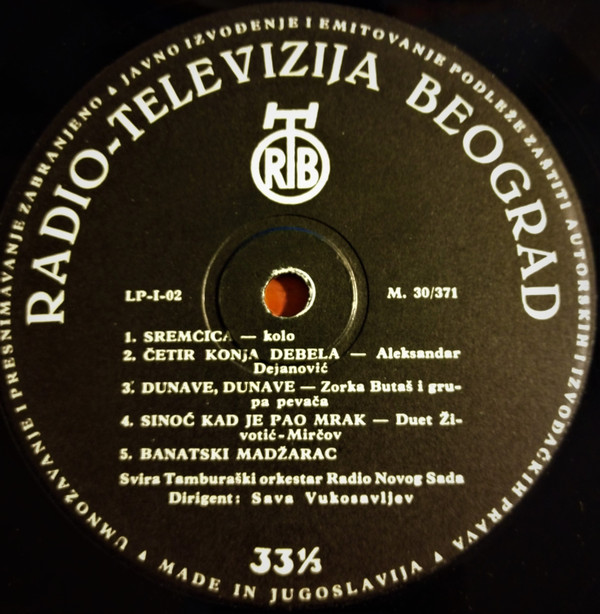 UMNOŽAVANJE I PRESNIMAVANJE ZABRANJENO ▲ JAVNO IZVOĐENJE I EMITOVANJE PODLEŽE ZAŠTITI AUTORSKIH I IZVOĐAČKIH PRAVA ▲
RADIO-TELEVIZIJA BEOGRAD
RTB
LP-I-02
M. 30/371
1. SREMČICA — kolo
2. ČETIR KONJA DEBELA — Aleksandar
Dejanović
3. DUNAVE, DUNAVE — Zorka Butaš i gru-
pa pevača
4. SINOĆ KAD JE PAO MRAK — Duet Ži-
votić-Mirčov
5. BANATSKI MADŽARAC
Svira Tamburaški orkestar Radio Novog Sada
Dirigent: Sava Vukosavljev
33⅓
▲ MADE IN JUGOSLAVIJA ▲